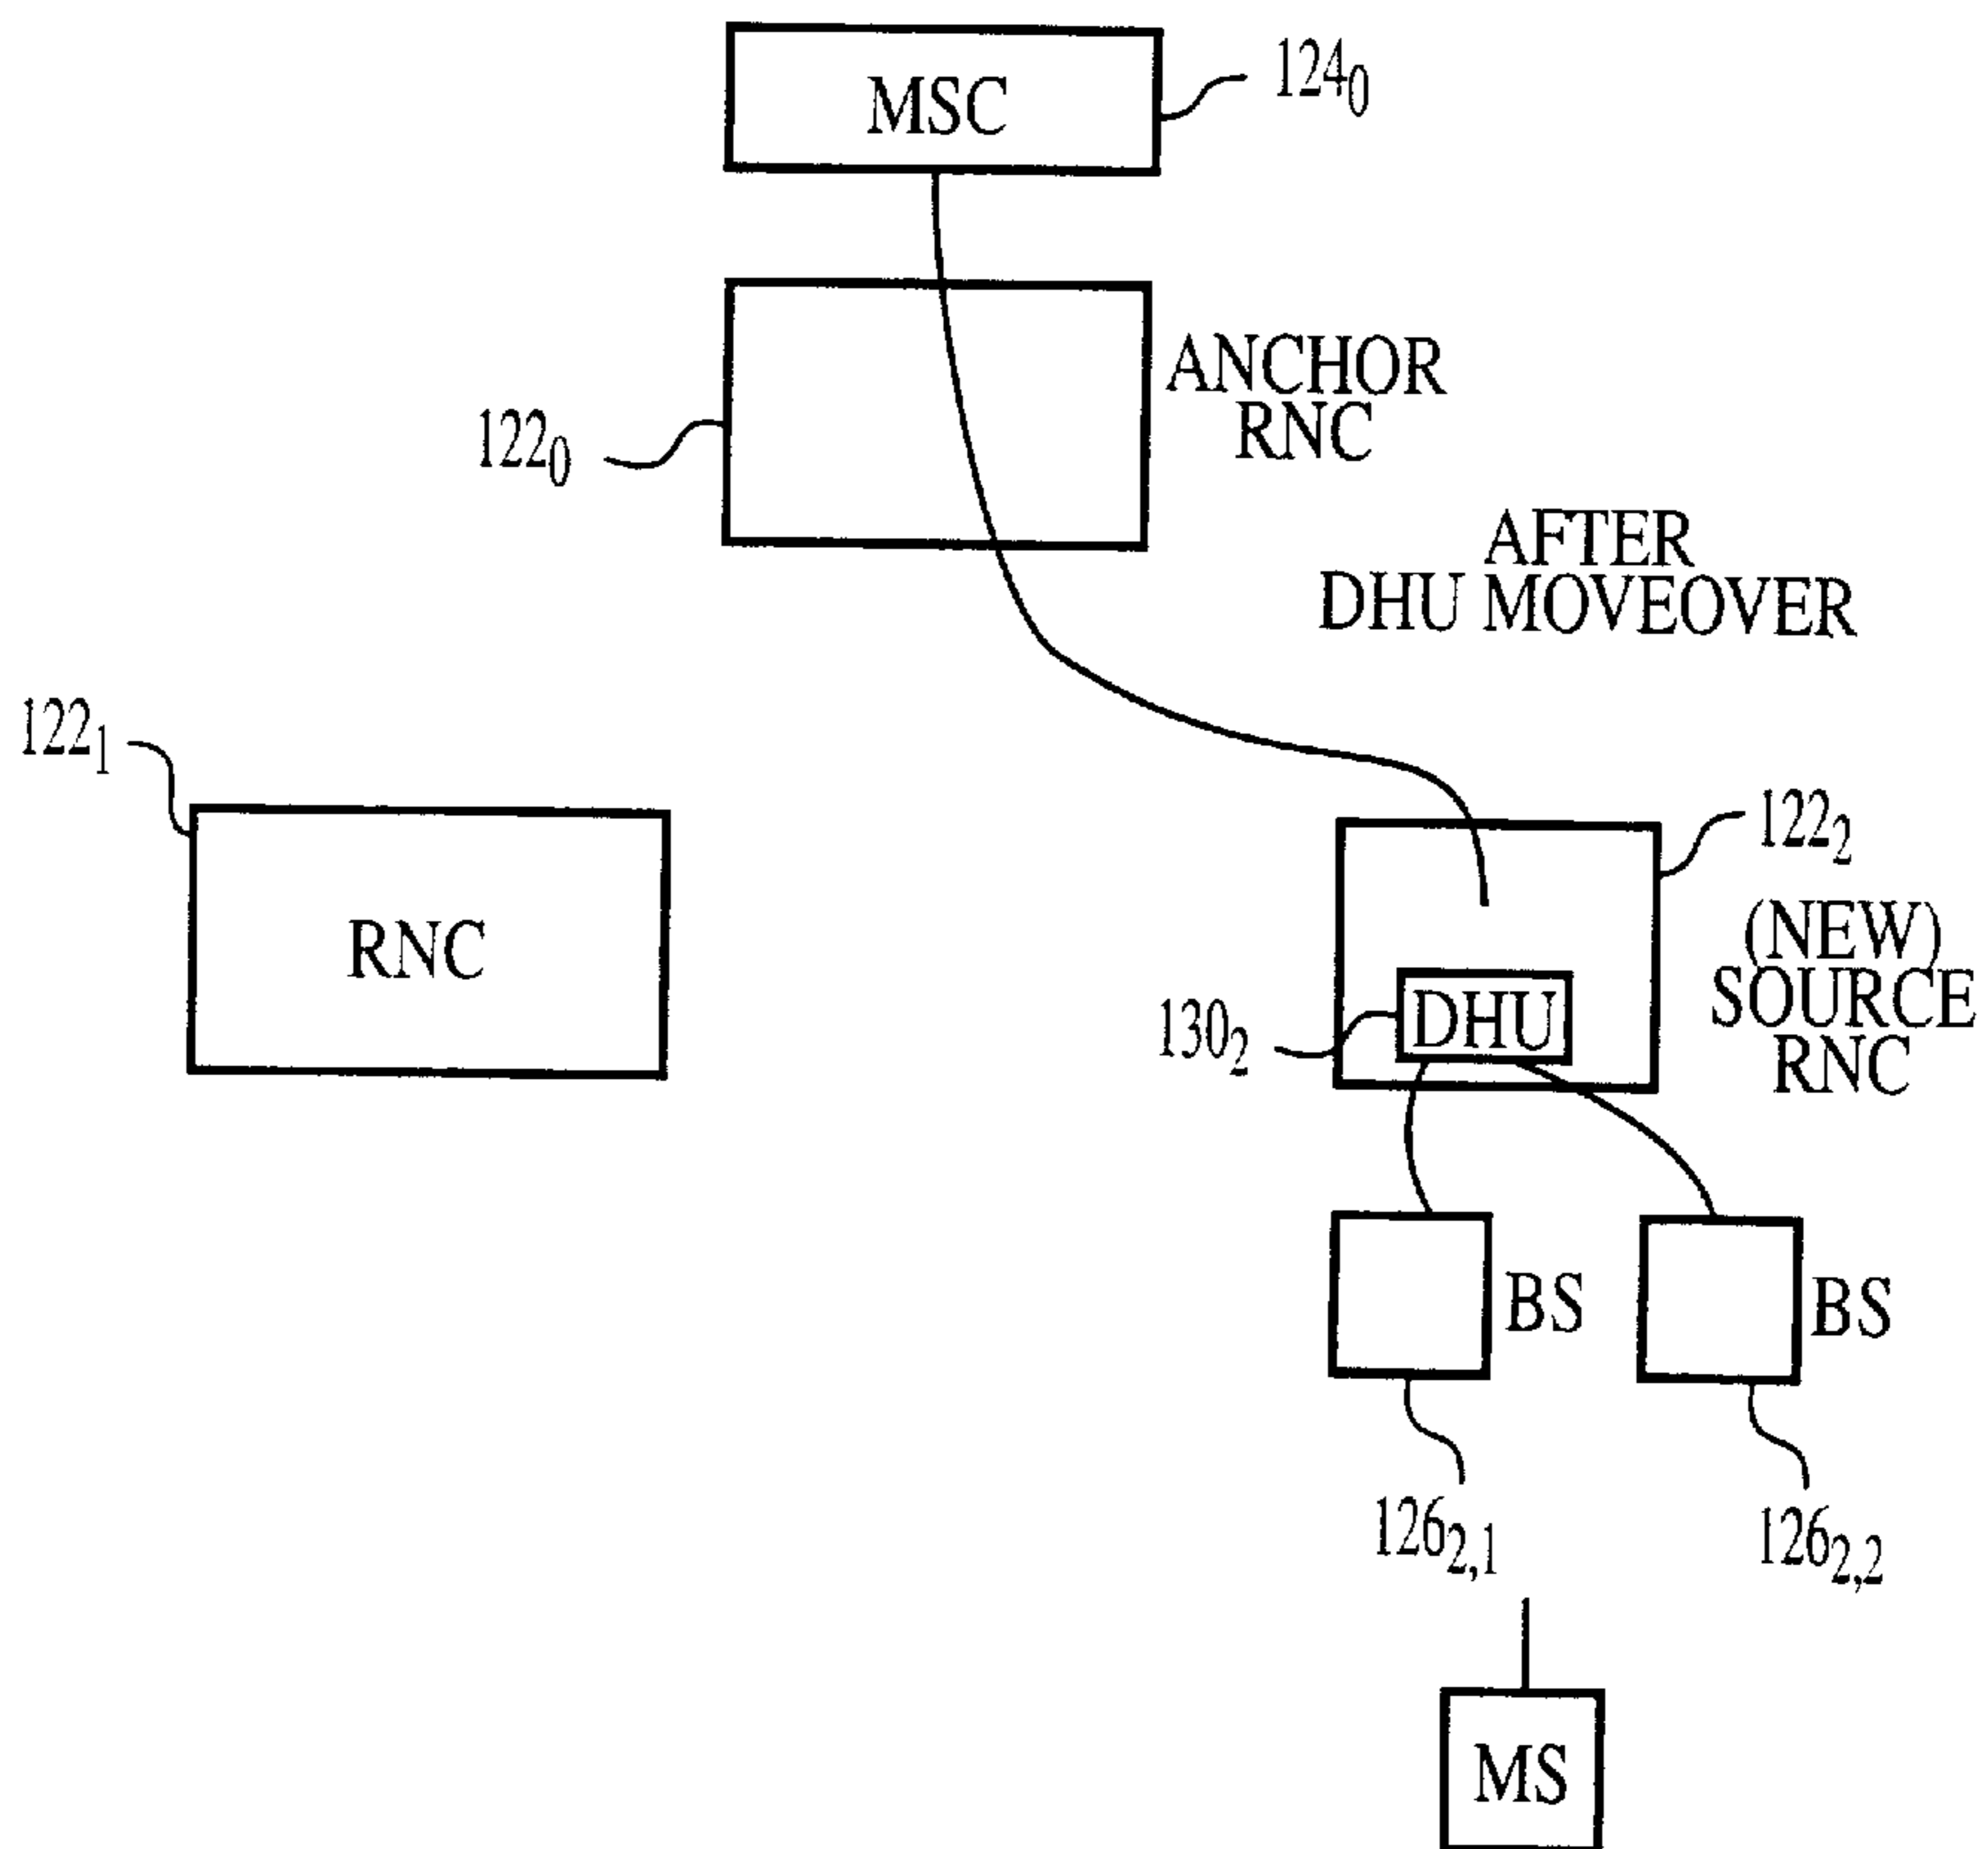 MSC
124₀
ANCHOR
RNC
122₀
AFTER
DHU MOVEOVER
122₁
RNC
122₂
(NEW)
SOURCE
RNC
DHU
130₂
BS
BS
126₂,₁
126₂,₂
MS